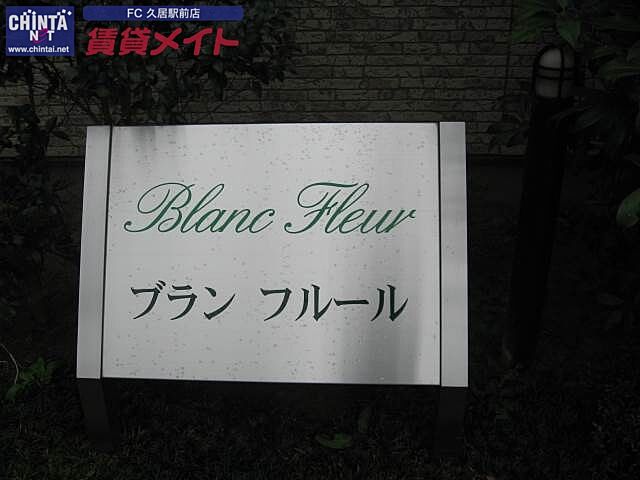 CHINTAI NET
www.chintai.net
FC 久居駅前店
賃貸メイト
Blanc Fleur
ブラン フルール